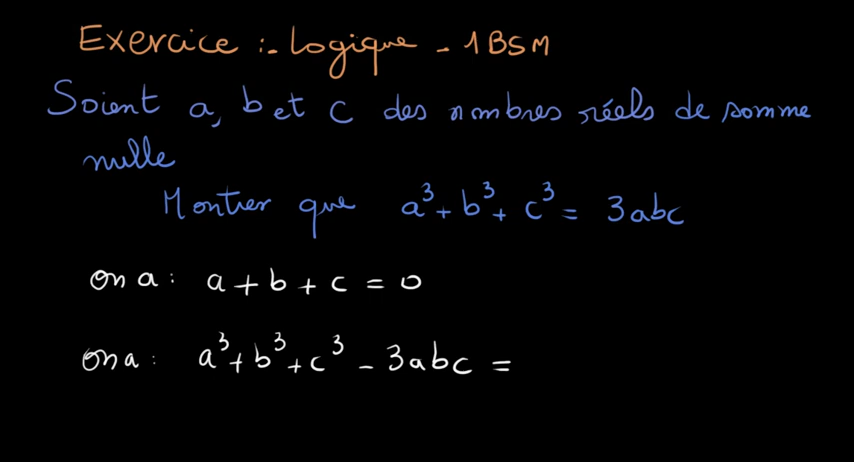 Exercice :- Logique - 1BSM
Soient a, b et c des nombres réels de somme
nulle
Montrer que a³ + b³ + c³ = 3abc
on a : a + b + c = 0
on a : a³ + b³ + c³ - 3abc =